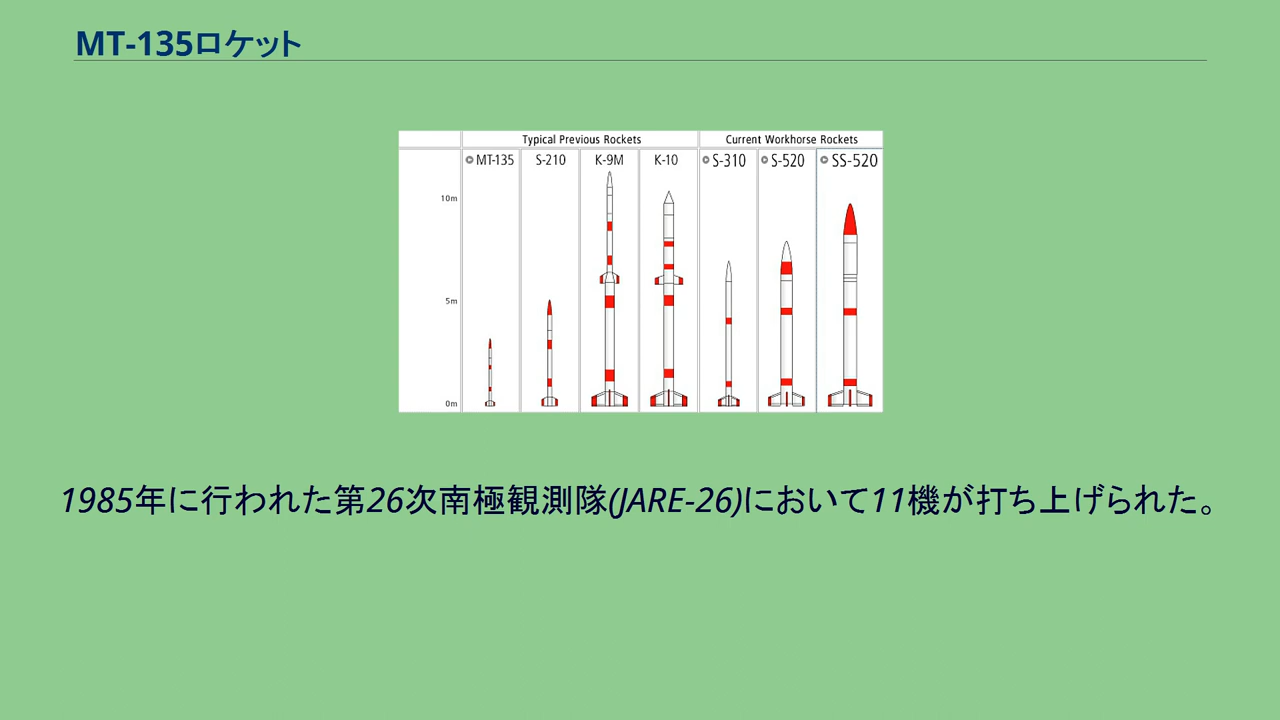 MT-135ロケット
Typical Previous Rockets Current Workhorse Rockets
MT-135 S-210 K-9M K-10 S-310 S-520 SS-520
10m
5m
0m
1985年に行われた第26次南極観測隊(JARE-26)において11機が打ち上げられた。